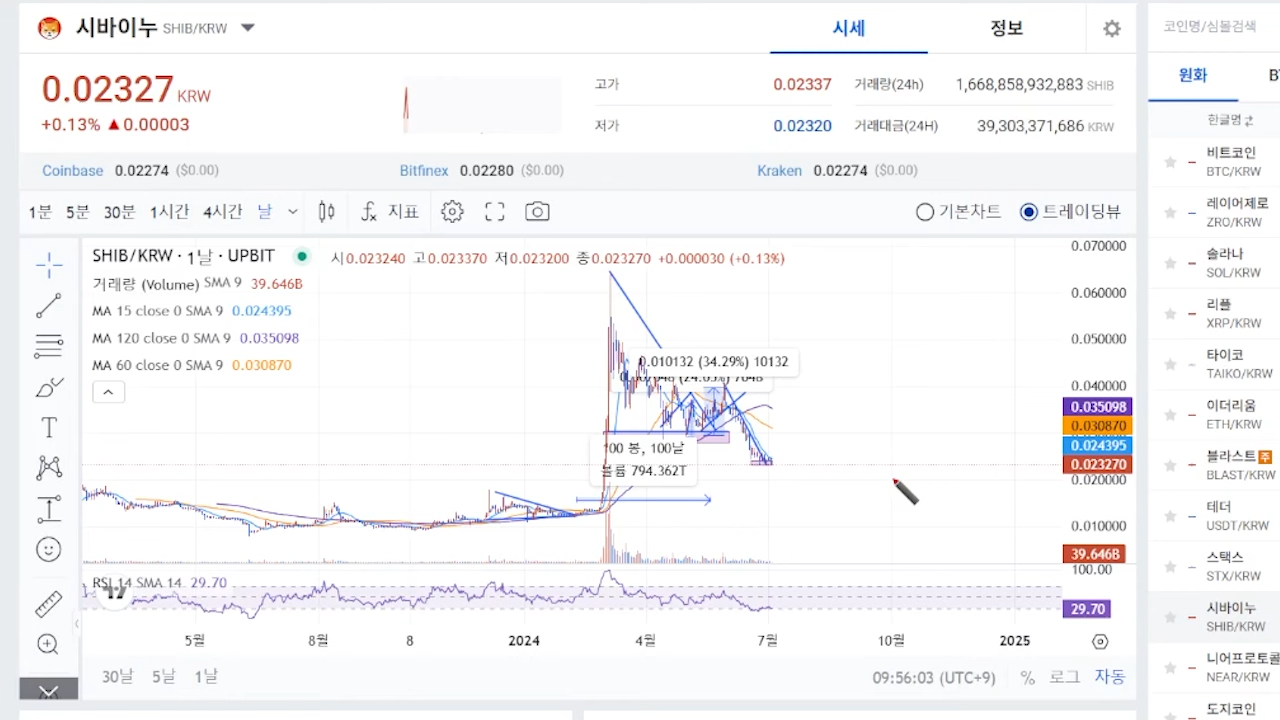 시바이누 SHIB/KRW
시세
정보
코인명/심볼검색
0.02327 KRW
+0.13% ▲0.00003
고가 0.02337
거래량(24h) 1,668,858,932,883 SHIB
저가 0.02320
거래대금(24H) 39,303,371,686 KRW
원화
한글명
Coinbase 0.02274 ($0.00)
Bitfinex 0.02280 ($0.00)
Kraken 0.02274 ($0.00)
1분 5분 30분 1시간 4시간 날
지표
기본차트
트레이딩뷰
SHIB/KRW · 1날 · UPBIT
시0.023240 고0.023370 저0.023200 종0.023270 +0.000030 (+0.13%)
거래량 (Volume) SMA 9 39.646B
MA 15 close 0 SMA 9 0.024395
MA 120 close 0 SMA 9 0.035098
MA 60 close 0 SMA 9 0.030870
0.010132 (34.29%) 10132
100 봉, 100날
볼륨 794.362T
0.070000
0.060000
0.050000
0.040000
0.035098
0.030870
0.024395
0.023270
0.020000
0.010000
39.646B
100.00
RSI 14 SMA 14 29.70
29.70
5월
8월
8
2024
4월
7월
10월
2025
30날 5날 1날
09:56:03 (UTC+9)
%
로그
자동
비트코인
BTC/KRW
레이어제로
ZRO/KRW
솔라나
SOL/KRW
리플
XRP/KRW
타이코
TAIKO/KRW
이더리움
ETH/KRW
블라스트 주
BLAST/KRW
테더
USDT/KRW
스택스
STX/KRW
시바이누
SHIB/KRW
니어프로토콜
NEAR/KRW
도지코인